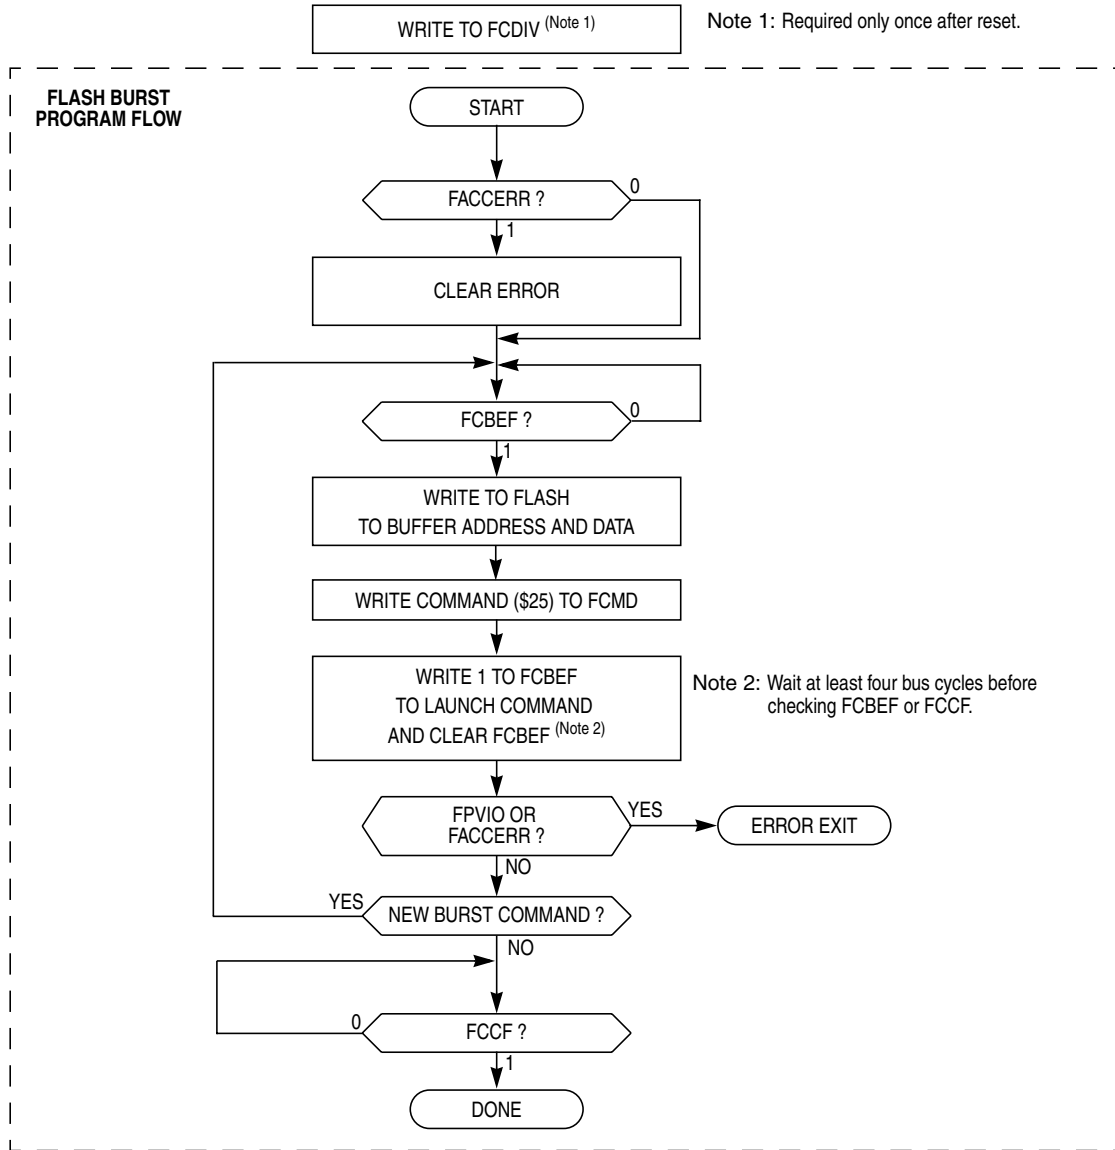 WRITE TO FCDIV (Note 1)
Note 1: Required only once after reset.
FLASH BURST
PROGRAM FLOW
START
FACCERR ?
0
1
CLEAR ERROR
FCBEF ?
0
1
WRITE TO FLASH
TO BUFFER ADDRESS AND DATA
WRITE COMMAND ($25) TO FCMD
WRITE 1 TO FCBEF
TO LAUNCH COMMAND
AND CLEAR FCBEF (Note 2)
Note 2: Wait at least four bus cycles before
checking FCBEF or FCCF.
FPVIO OR
FACCERR ?
YES
ERROR EXIT
NO
YES
NEW BURST COMMAND ?
NO
0
FCCF ?
1
DONE